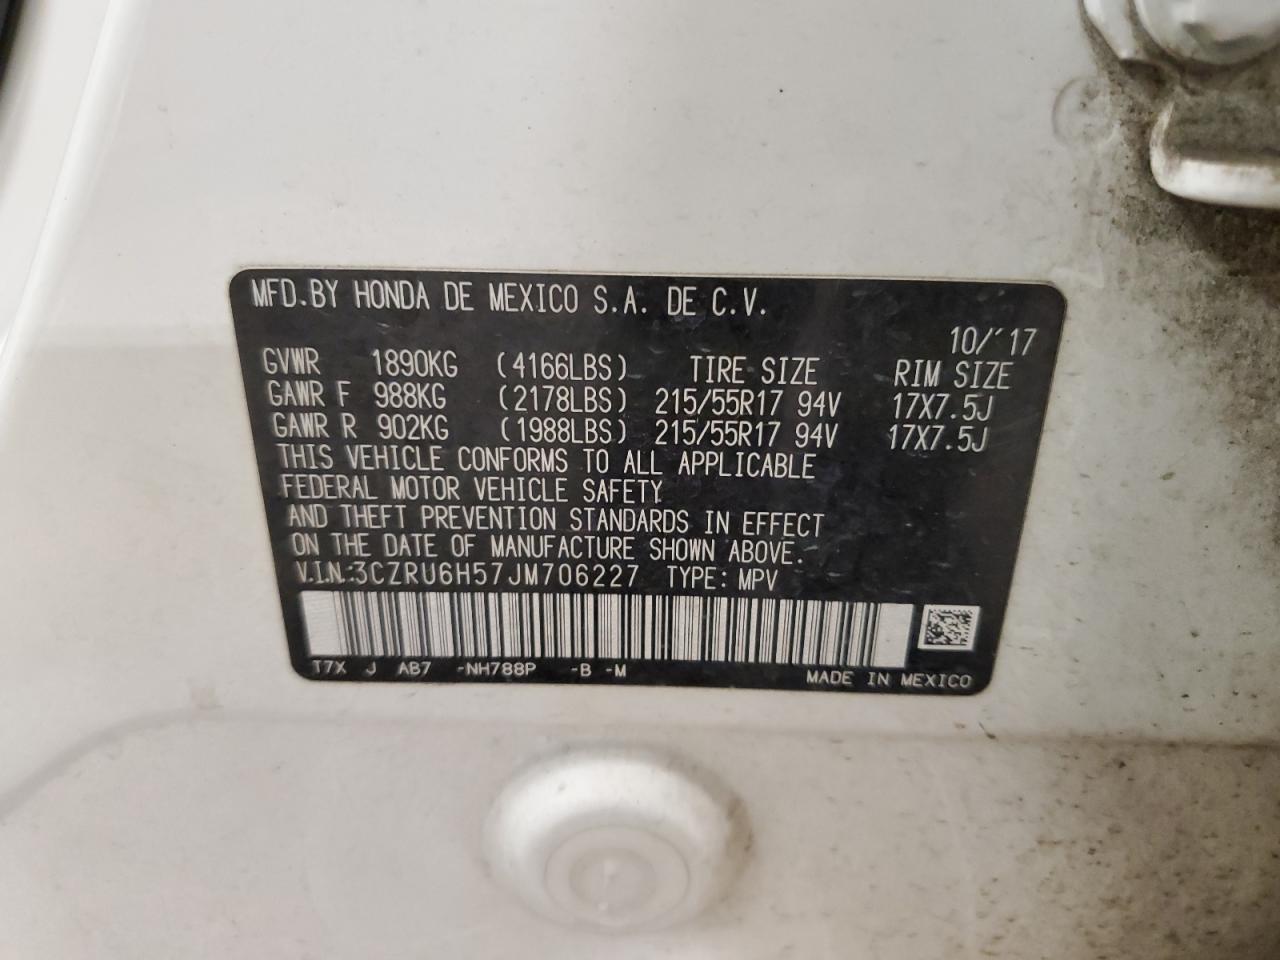 MFD.BY HONDA DE MEXICO S.A. DE C.V.
10/'17
GVWR 1890KG (4166LBS) TIRE SIZE RIM SIZE
GAWR F 988KG (2178LBS) 215/55R17 94V 17X7.5J
GAWR R 902KG (1988LBS) 215/55R17 94V 17X7.5J
THIS VEHICLE CONFORMS TO ALL APPLICABLE
FEDERAL MOTOR VEHICLE SAFETY
AND THEFT PREVENTION STANDARDS IN EFFECT
ON THE DATE OF MANUFACTURE SHOWN ABOVE.
V.I.N.:3CZRU6H57JM706227 TYPE: MPV
T7X J AB7 -NH788P -B -M MADE IN MEXICO